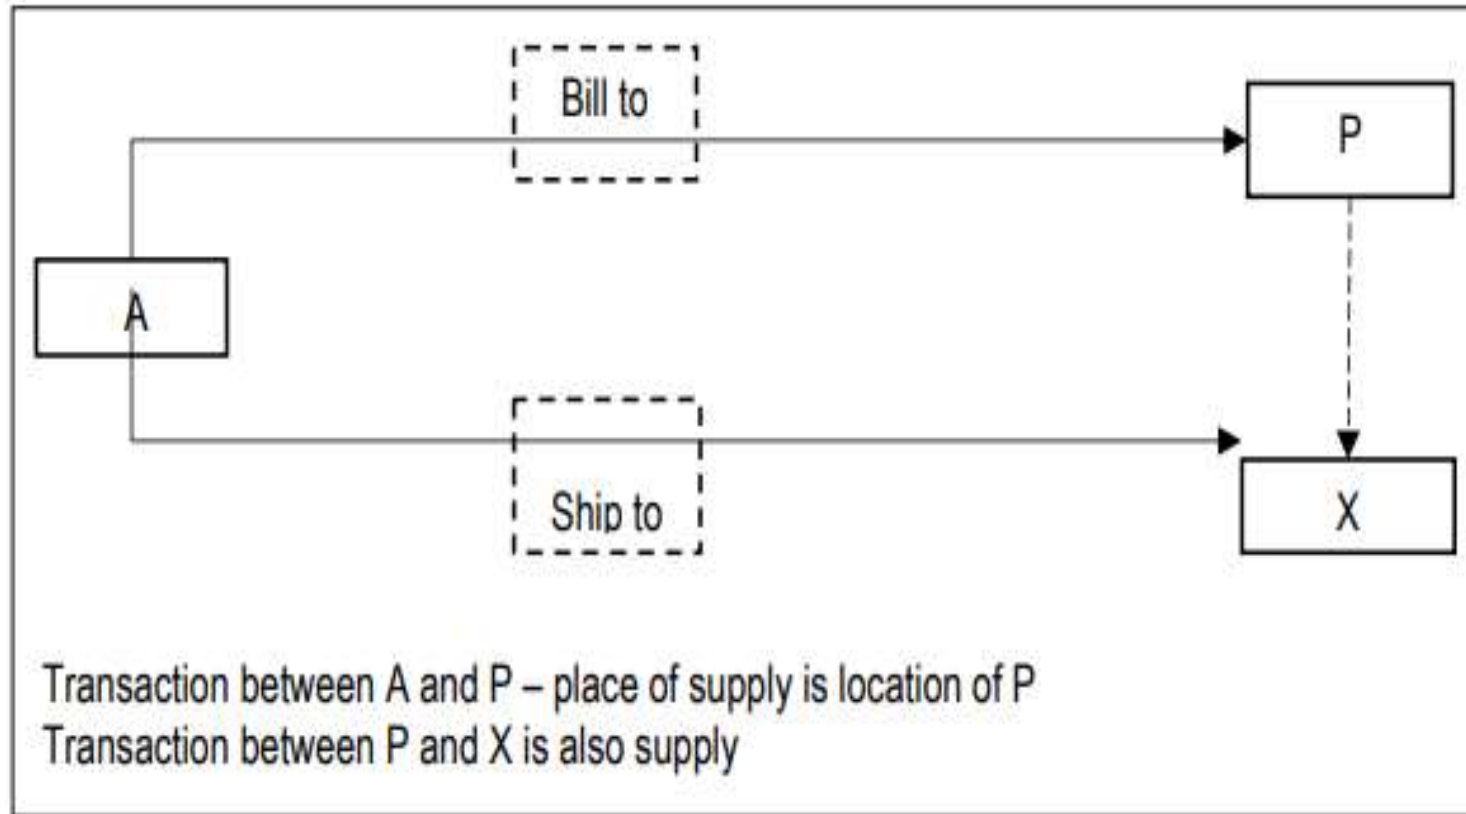 Bill to
P
A
Ship to
X
Transaction between A and P – place of supply is location of P
Transaction between P and X is also supply